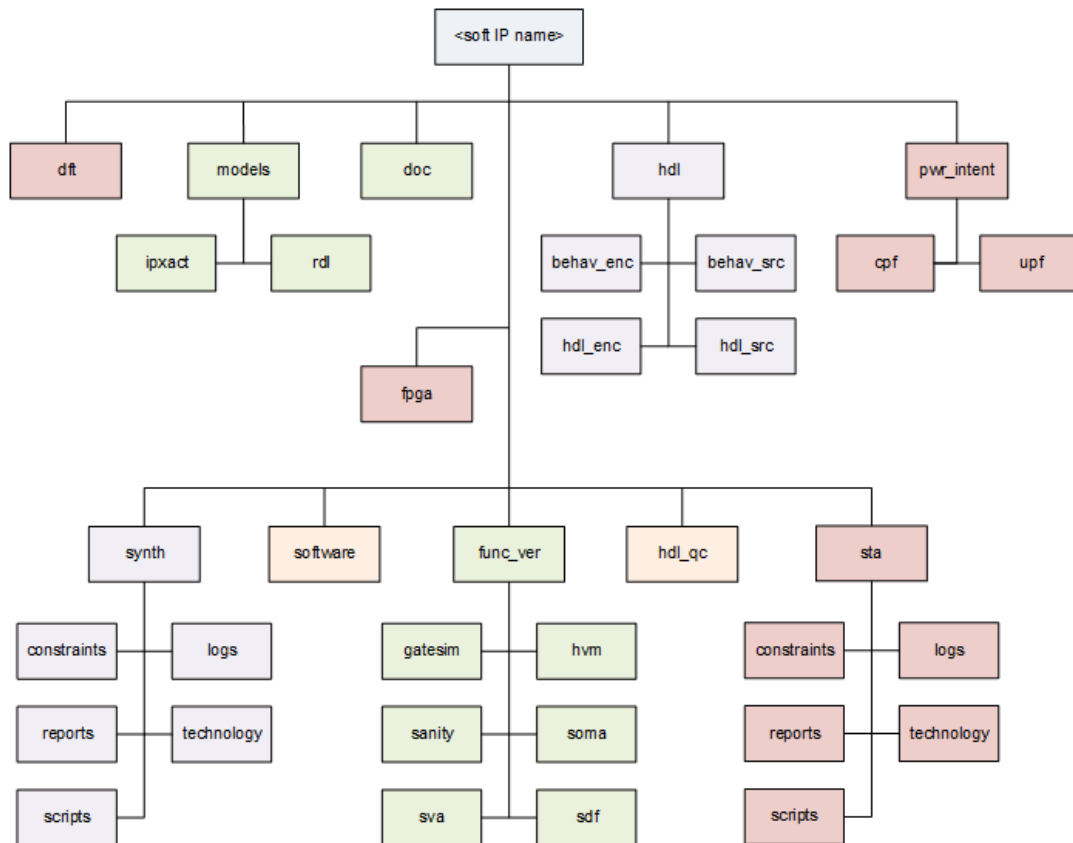 <soft IP name>
dft
models
doc
hdl
pwr_intent
ipxact
rdl
behav_enc
behav_src
cpf
upf
hdl_enc
hdl_src
fpga
synth
software
func_ver
hdl_qc
sta
constraints
logs
gatesim
hvm
constraints
logs
reports
technology
sanity
soma
reports
technology
scripts
sva
sdf
scripts